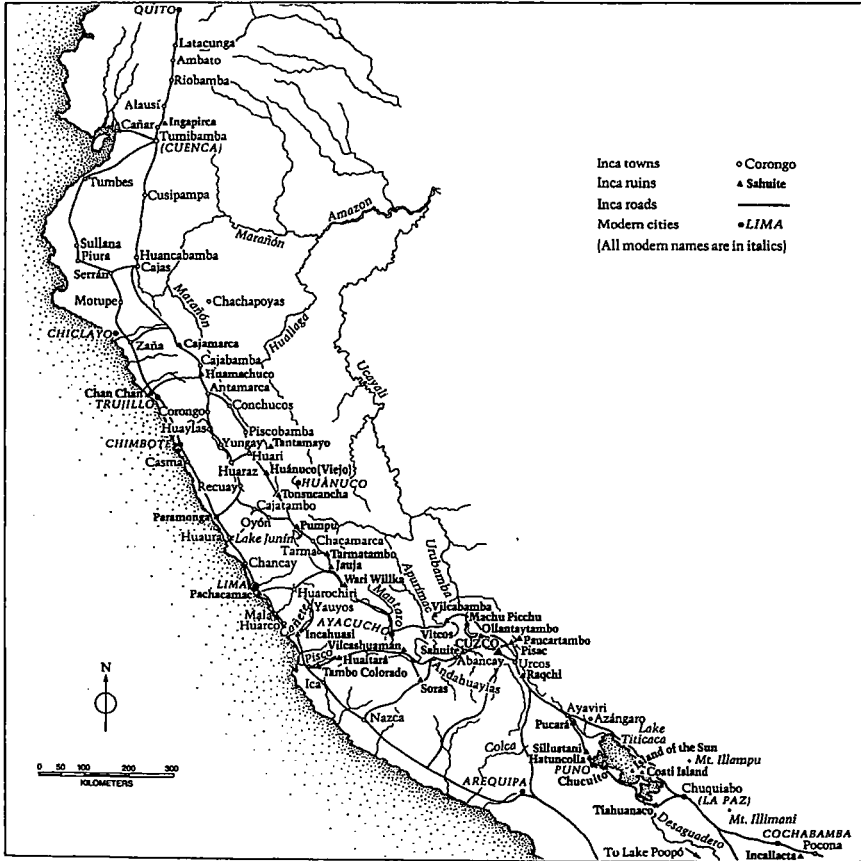 QUITO
Latacunga
Ambato
Riobamba
Alausí
Ingapirca
Cañar
Tumibamba
(CUENCA)
Tumbes
Cusipampa
Inca towns Corongo
Inca ruins Sahuite
Inca roads
Modern cities LIMA
(All modern names are in italics)
Amazon
Marañón
Sullana
Piura
Huancabamba
Cajas
Serrán
Motupe
Marañón
Chachapoyas
Huallaga
CHICLAYO
Zaña
Cajamarca
Cajabamba
Huamachuco
Ucayali
Antamarca
Chan Chan
TRUJILLO
Corongo
Conchucos
Huaylas
Piscobamba
CHIMBOTE
Yungay
Tantamayo
Huari
Casma
Huaraz
Huánuco (Viejo)
HUÁNUCO
Recuay
Tonsucancha
Cajatambo
Paramonga
Oyón
Pumpu
Huaura
Lake Junín
Chacamarca
Tarma
Tarmatambo
Chancay
Jauja
Urubamba
Apurímac
LIMA
Wari Willka
Mantaro
Pachacamac
Huarochiri
Vilcabamba
Yauyos
Machu Picchu
Mala
Huarco
Cañete
AYACUCHO
Ollantaytambo
Incahuasi
Vitcos
CUZCO
Paucartambo
Vilcashuamán
Sahuite
Pisac
Pisco
Huaitará
Abancay
Urcos
Tambo Colorado
Andahuaylas
Raqchi
Ica
Soras
N
Nazca
Ayaviri
Azángaro
Pucará
Lake
Titicaca
Colca
Sillustani
Island of the Sun
Hatuncolla
Mt. Illampu
PUNO
Coati Island
Chucuito
0 50 100 200 300
KILOMETERS
AREQUIPA
Chuquiabo
(LA PAZ)
Tiahuanaco
Mt. Illimani
Desaguadero
COCHABAMBA
Pocona
To Lake Poopó
Incallacta